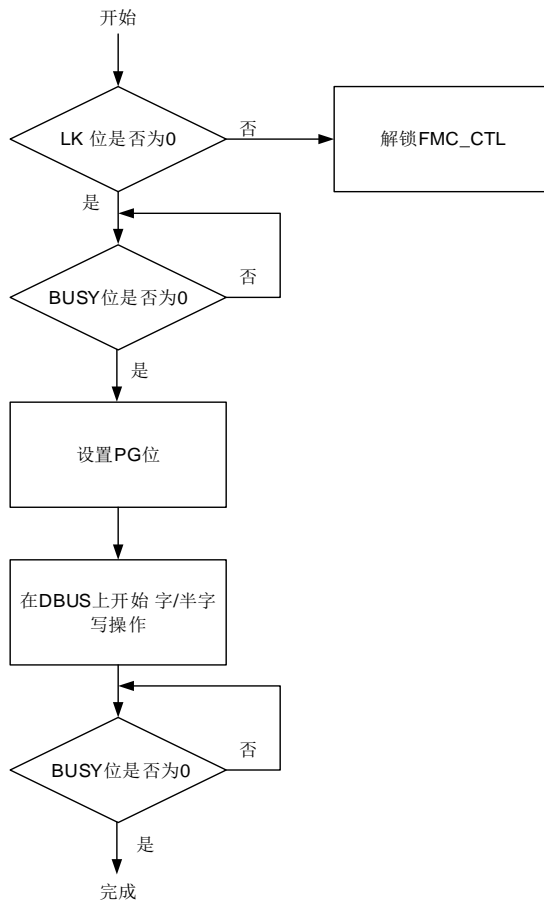 开始
LK 位是否为0
否
解锁FMC_CTL
是
BUSY位是否为0
否
是
设置PG位
在DBUS上开始 字/半字
写操作
BUSY位是否为0
否
是
完成